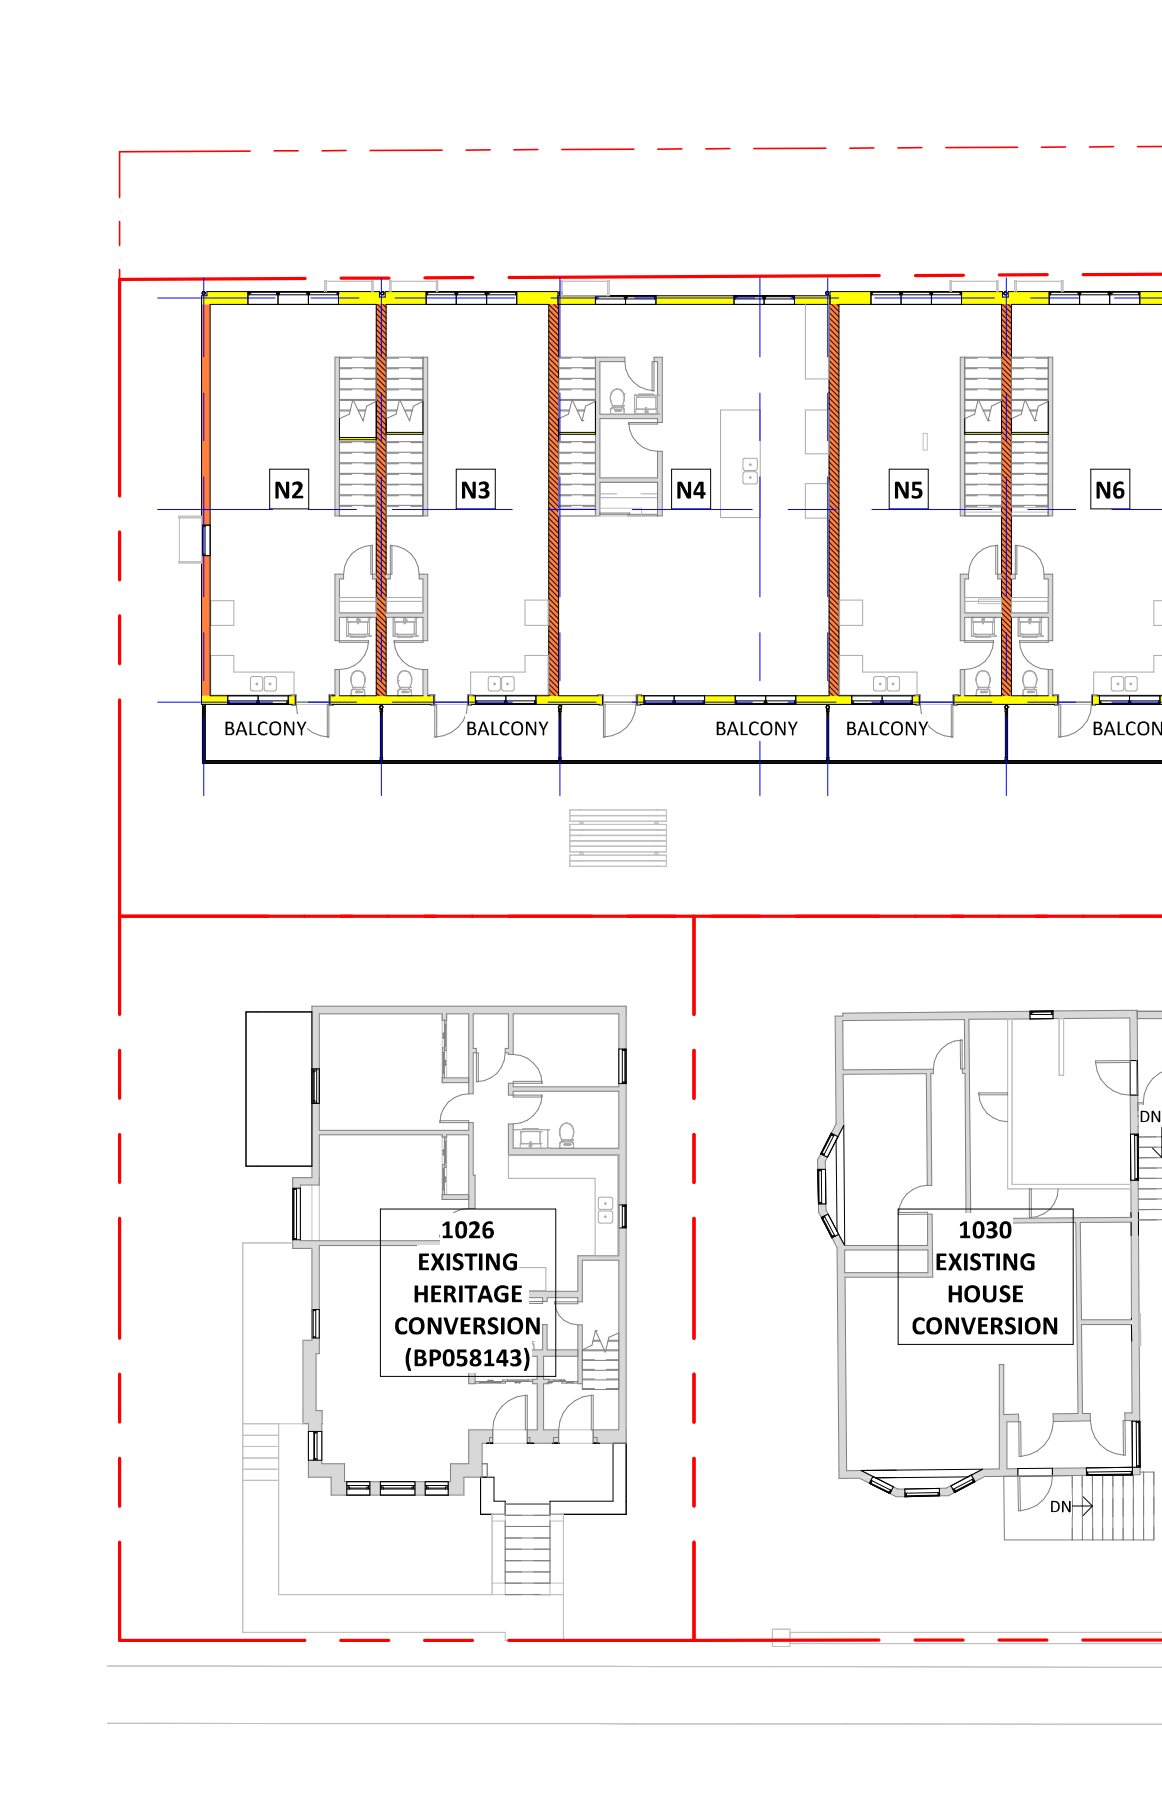 N2
N3
N4
N5
N6
BALCONY
BALCONY
BALCONY
BALCONY
BALCON
DN
1026
EXISTING
HERITAGE
CONVERSION
(BP058143)
1030
EXISTING
HOUSE
CONVERSION
DN